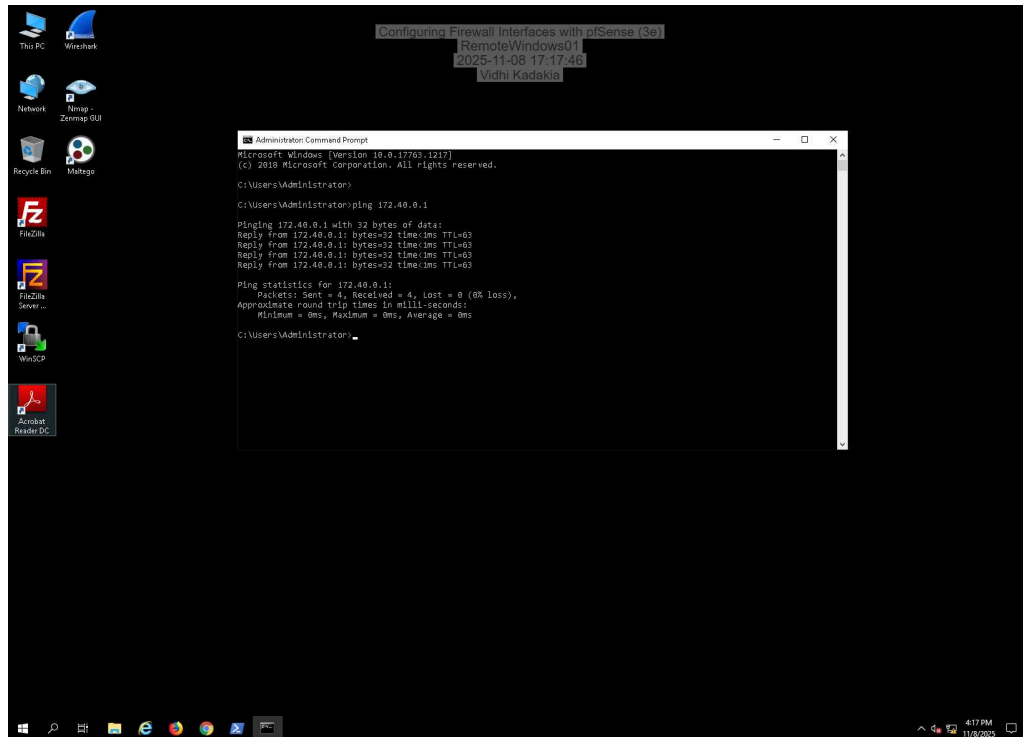 Configuring Firewall Interfaces with pfSense (3e)
RemoteWindows01
2025-11-08 17:17:46
Vidhi Kadakia
This PC
Wireshark
Network
Nmap -
Zenmap GUI
Recycle Bin
Maltego
FileZilla
FileZilla
Server ...
WinSCP
Acrobat
Reader DC
Administrator: Command Prompt
Microsoft Windows [Version 10.0.17763.1217]
(c) 2018 Microsoft Corporation. All rights reserved.
C:\Users\Administrator>
C:\Users\Administrator>ping 172.40.0.1
Pinging 172.40.0.1 with 32 bytes of data:
Reply from 172.40.0.1: bytes=32 time<1ms TTL=63
Reply from 172.40.0.1: bytes=32 time<1ms TTL=63
Reply from 172.40.0.1: bytes=32 time<1ms TTL=63
Reply from 172.40.0.1: bytes=32 time<1ms TTL=63
Ping statistics for 172.40.0.1:
Packets: Sent = 4, Received = 4, Lost = 0 (0% loss),
Approximate round trip times in milli-seconds:
Minimum = 0ms, Maximum = 0ms, Average = 0ms
C:\Users\Administrator>
4:17 PM
11/8/2025